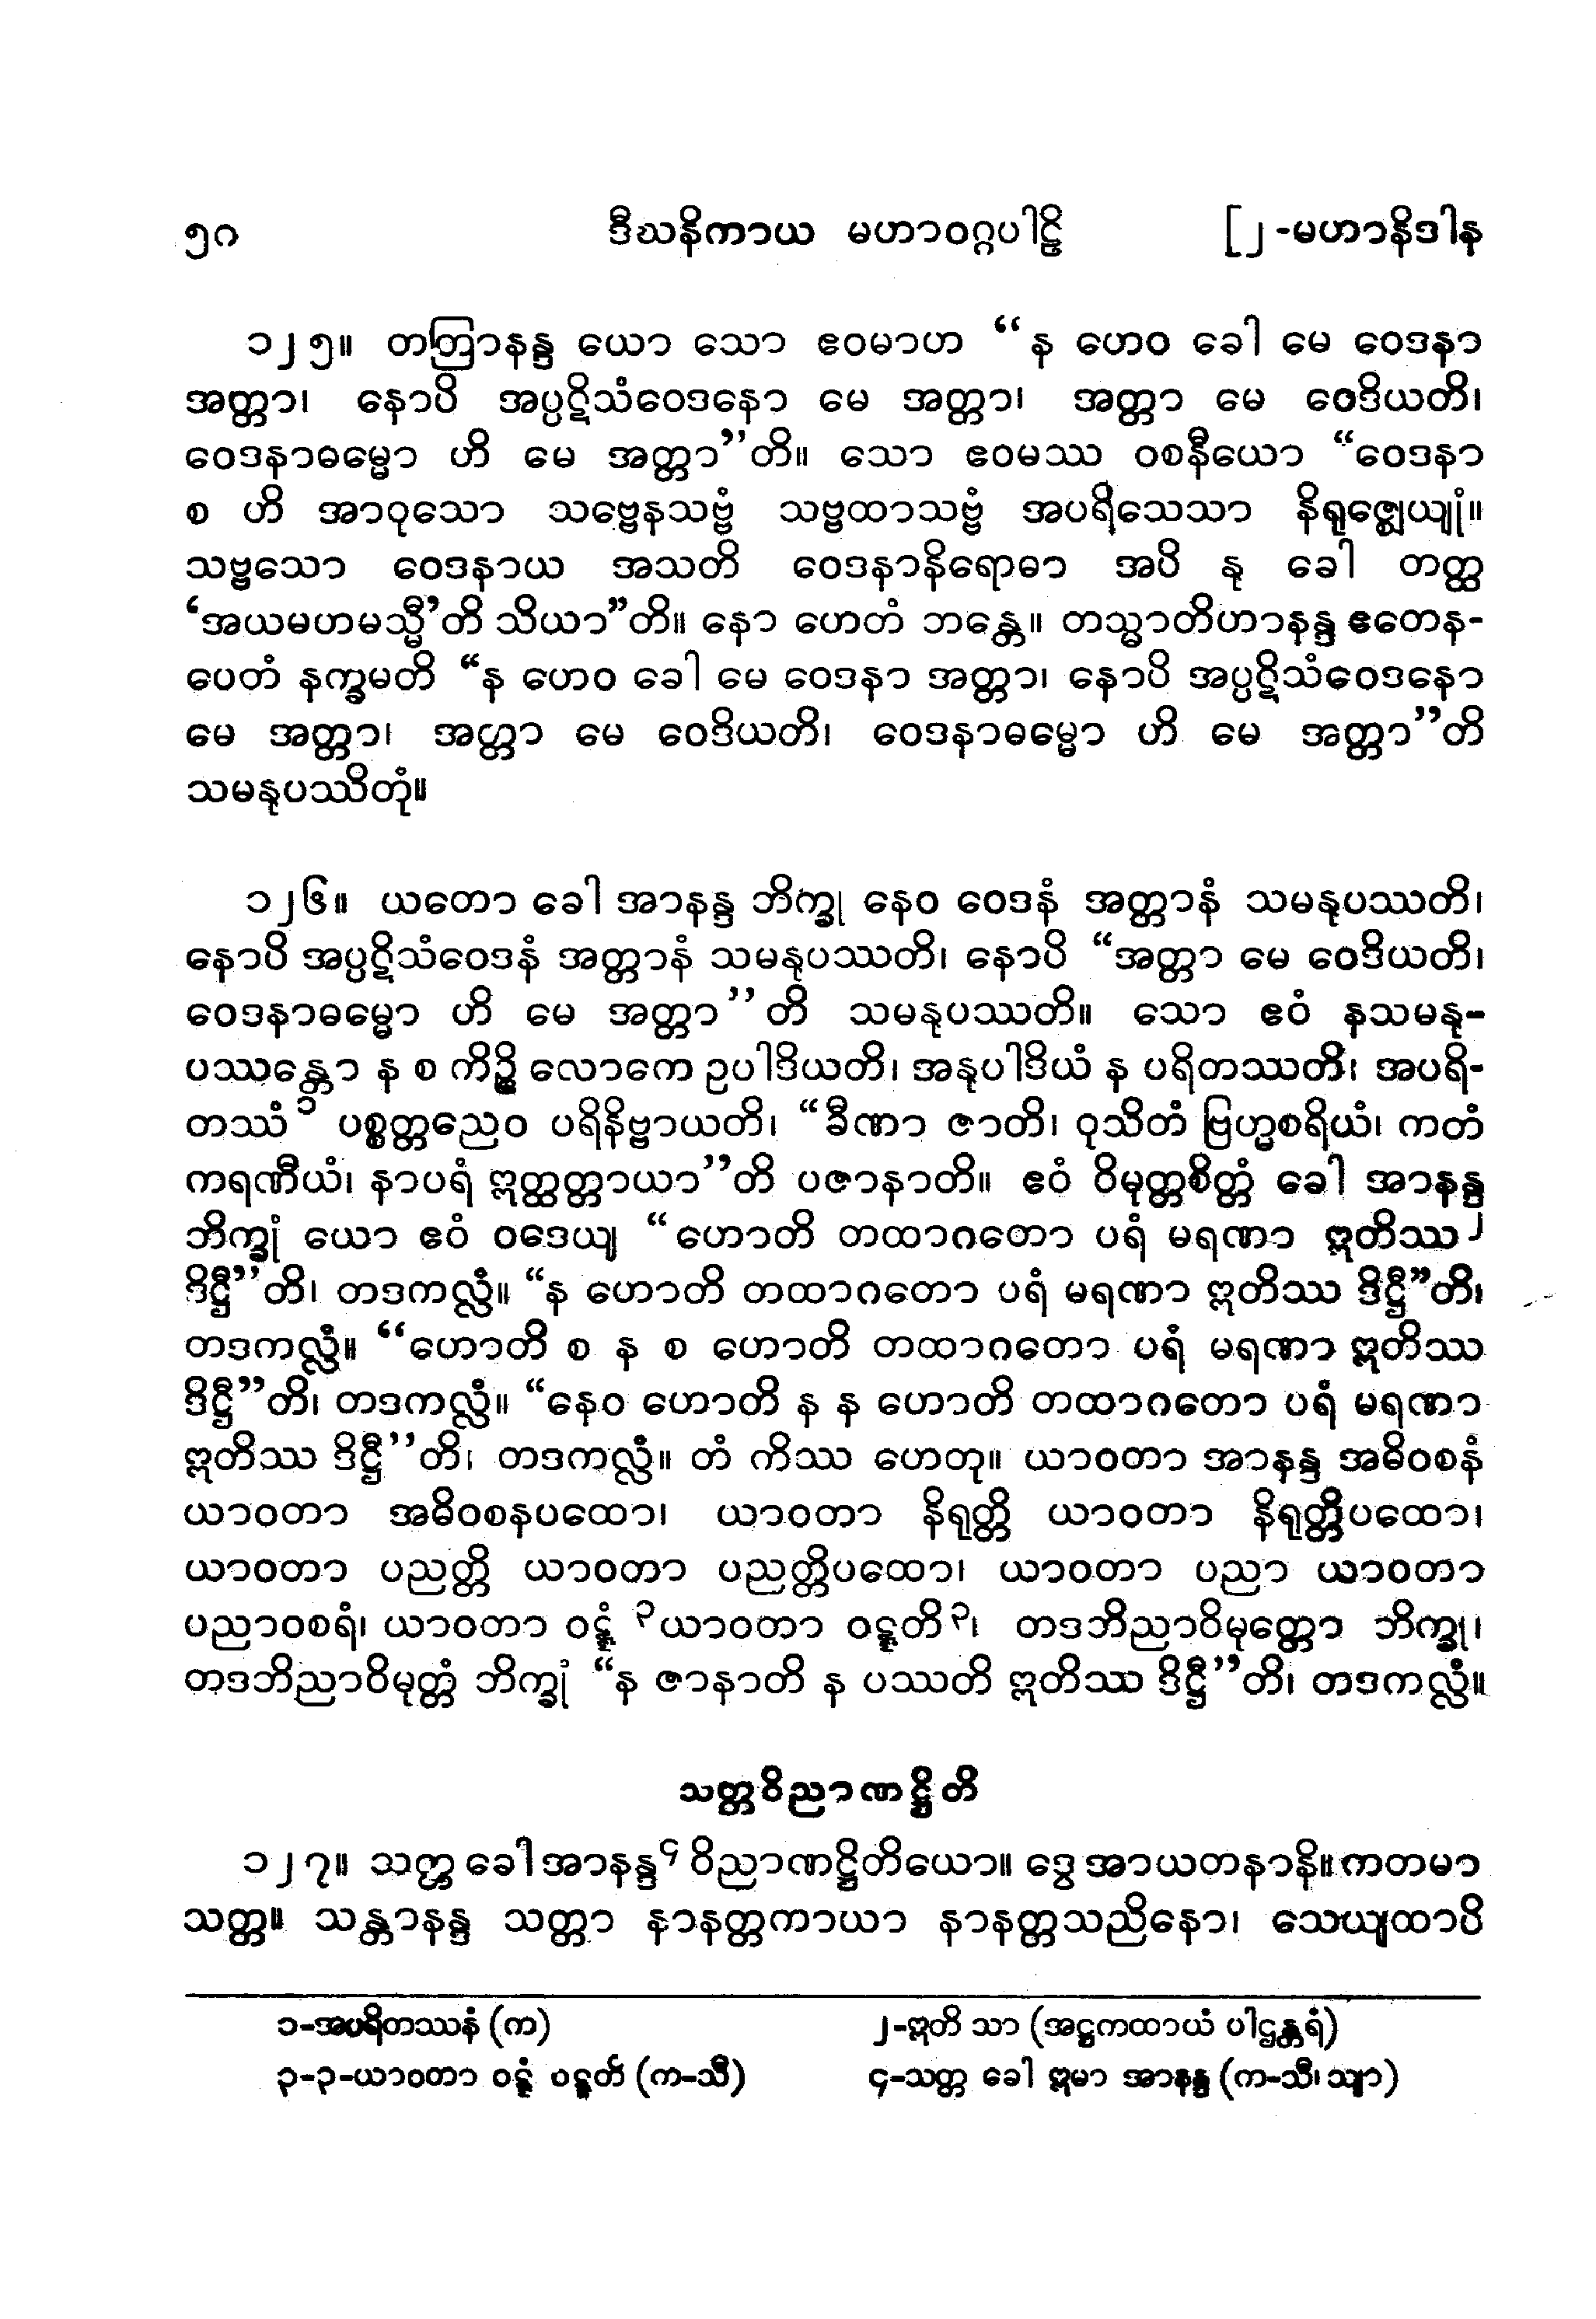 ၅၈ ဒီဃနိကာယ မဟာဝဂ္ဂပါဠိ [၂-မဟာနိဒါန
၁၂၅။ တတြာနန္ဒ ယော သော ဧဝမာဟ “န ဟေဝ ခေါ မေ ဝေဒနာ
အတ္တာ၊ နောပိ အပ္ပဋိသံဝေဒနော မေ အတ္တာ၊ အတ္တာ မေ ဝေဒိယတိ၊
ဝေဒနာဓမ္မော ဟိ မေ အတ္တာ”တိ။ သော ဧဝမဿ ဝစနီယော “ဝေဒနာ
စ ဟိ အာဝုသော သဗ္ဗေနသဗ္ဗံ သဗ္ဗထာသဗ္ဗံ အပရိသေသာ နိရုဇ္ဈေယျုံ။
သဗ္ဗသော ဝေဒနာယ အသတိ ဝေဒနာနိရောဓာ အပိ နု ခေါ တတ္ထ
‘အယမဟမသ္မီ’တိ သိယာ”တိ။ နော ဟေတံ ဘန္တေ။ တသ္မာတိဟာနန္ဒ ဧတေန-
ပေတံ နက္ခမတိ “န ဟေဝ ခေါ မေ ဝေဒနာ အတ္တာ၊ နောပိ အပ္ပဋိသံဝေဒနော
မေ အတ္တာ၊ အတ္တာ မေ ဝေဒိယတိ၊ ဝေဒနာဓမ္မော ဟိ မေ အတ္တာ”တိ
သမနုပဿိတုံ။
၁၂၆။ ယတော ခေါ အာနန္ဒ ဘိက္ခု နေဝ ဝေဒနံ အတ္တာနံ သမနုပဿတိ၊
နောပိ အပ္ပဋိသံဝေဒနံ အတ္တာနံ သမနုပဿတိ၊ နောပိ “အတ္တာ မေ ဝေဒိယတိ၊
ဝေဒနာဓမ္မော ဟိ မေ အတ္တာ”တိ သမနုပဿတိ။ သော ဧဝံ နသမနု-
ပဿန္တော န စ ကိဉ္စိ လောကေ ဥပါဒိယတိ၊ အနုပါဒိယံ န ပရိတဿတိ၊ အပရိ-
တဿံ၁ ပစ္စတ္တညေဝ ပရိနိဗ္ဗာယတိ၊ “ခီဏာ ဇာတိ၊ ဝုသိတံ ဗြဟ္မစရိယံ၊ ကတံ
ကရဏီယံ၊ နာပရံ ဣတ္ထတ္တာယာ”တိ ပဇာနာတိ။ ဧဝံ ဝိမုတ္တစိတ္တံ ခေါ အာနန္ဒ
ဘိက္ခုံ ယော ဧဝံ ဝဒေယျ “ဟောတိ တထာဂတော ပရံ မရဏာ ဣတိဿ၂
ဒိဋ္ဌီ”တိ၊ တဒကလ္လံ။ “န ဟောတိ တထာဂတော ပရံ မရဏာ ဣတိဿ ဒိဋ္ဌီ”တိ၊
တဒကလ္လံ။ “ဟောတိ စ န စ ဟောတိ တထာဂတော ပရံ မရဏာ ဣတိဿ
ဒိဋ္ဌီ”တိ၊ တဒကလ္လံ။ “နေဝ ဟောတိ န န ဟောတိ တထာဂတော ပရံ မရဏာ
ဣတိဿ ဒိဋ္ဌီ”တိ၊ တဒကလ္လံ။ တံ ကိဿ ဟေတု။ ယာဝတာ အာနန္ဒ အဓိဝစနံ
ယာဝတာ အဓိဝစနပထော၊ ယာဝတာ နိရုတ္တိ ယာဝတာ နိရုတ္တိပထော၊
ယာဝတာ ပညတ္တိ ယာဝတာ ပညတ္တိပထော၊ ယာဝတာ ပညာ ယာဝတာ
ပညာဝစရံ၊ ယာဝတာ ဝဋ္ဋံ ၃ယာဝတာ ဝဋ္ဋတိ၃၊ တဒဘိညာဝိမုတ္တော ဘိက္ခု၊
တဒဘိညာဝိမုတ္တံ ဘိက္ခုံ “န ဇာနာတိ န ပဿတိ ဣတိဿ ဒိဋ္ဌီ”တိ၊ တဒကလ္လံ။
သတ္တဝိညာဏဋ္ဌိတိ
၁၂၇။ သတ္တ ခေါ အာနန္ဒ၄ ဝိညာဏဋ္ဌိတိယော။ ဒွေ အာယတနာနိ။ ကတမာ
သတ္တ။ သန္တာနန္ဒ သတ္တာ နာနတ္တကာယာ နာနတ္တသညိနော၊ သေယျထာပိ
၁-အပရိတဿနံ (က) ၂-ဣတိ သာ (အဋ္ဌကထာယံ ပါဌန္တရံ)
၃-၃-ယာဝတာ ဝဋ္ဋံ ဝဋ္ဋတိ (က-သီ) ၄-သတ္တ ခေါ ဣမာ အာနန္ဒ (က-သီ၊ သျာ)